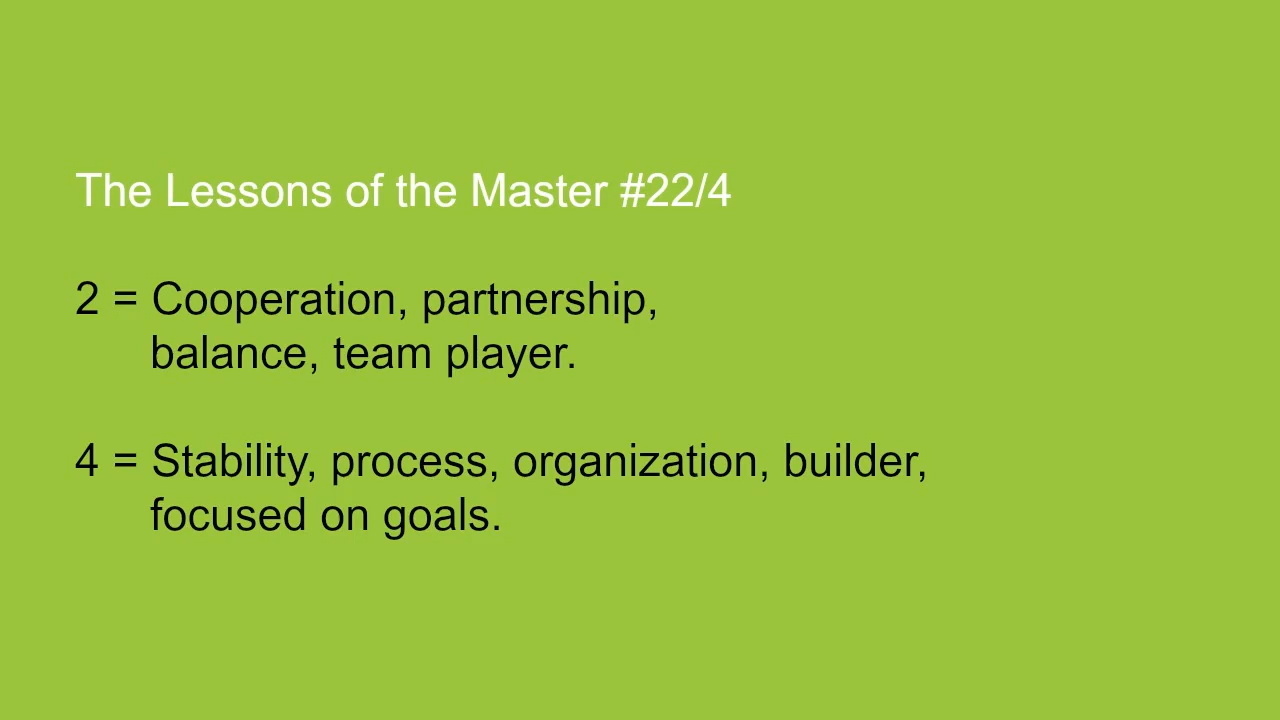 The Lessons of the Master #22/4
2 = Cooperation, partnership,
balance, team player.
4 = Stability, process, organization, builder,
focused on goals.